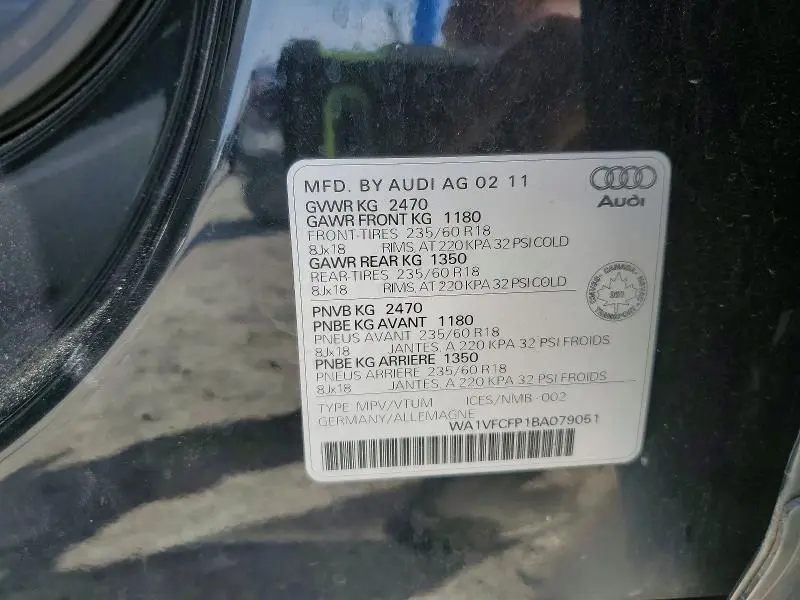 MFD. BY AUDI AG 02 11
Audi
GVWR KG 2470
GAWR FRONT KG 1180
FRONT-TIRES 235/60 R18
8Jx18 RIMS, AT 220 KPA 32 PSI COLD
GAWR REAR KG 1350
REAR-TIRES 235/60 R18
8Jx18 RIMS, AT 220 KPA 32 PSI COLD
PNVB KG 2470
PNBE KG AVANT 1180
PNEUS AVANT 235/60 R18
8Jx18 JANTES, A 220 KPA 32 PSI FROIDS
PNBE KG ARRIERE 1350
PNEUS ARRIERE 235/60 R18
8Jx18 JANTES, A 220 KPA 32 PSI FROIDS
TYPE MPV/VTUM ICES/NMB-002
GERMANY/ALLEMAGNE
WA1VFCFP1BA079051
CANADA
TRANSPORT